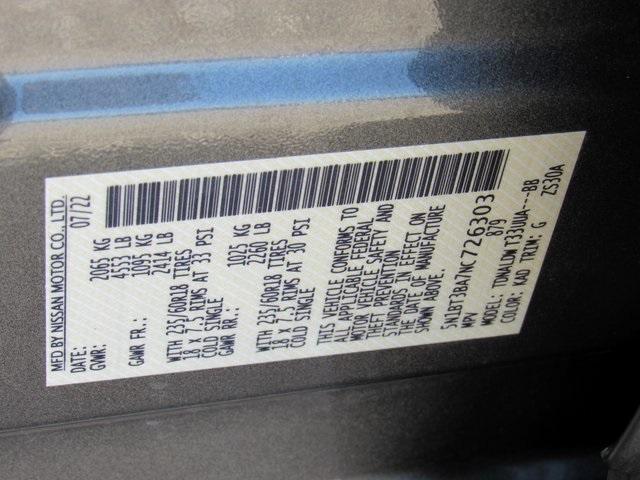 MFD BY NISSAN MOTOR CO., LTD.
DATE: 07/22
GVWR: 2065 KG
4553 LB
GAWR FR.: 1095 KG
2414 LB
WITH 235/60R18 TIRES
18 X 7.5 RIMS AT 33 PSI
COLD SINGLE
GAWR RR.: 1025 KG
2260 LB
WITH 235/60R18 TIRES
18 X 7.5 RIMS AT 30 PSI
COLD SINGLE
THIS VEHICLE CONFORMS TO
ALL APPLICABLE FEDERAL
MOTOR VEHICLE SAFETY AND
THEFT PREVENTION
STANDARDS IN EFFECT ON
THE DATE OF MANUFACTURE
SHOWN ABOVE.
5N1BT3BA7NC726303
MPV 879
MODEL: TDWALDW T33UUA---BB
COLOR: KAD TRIM: G ZS30A